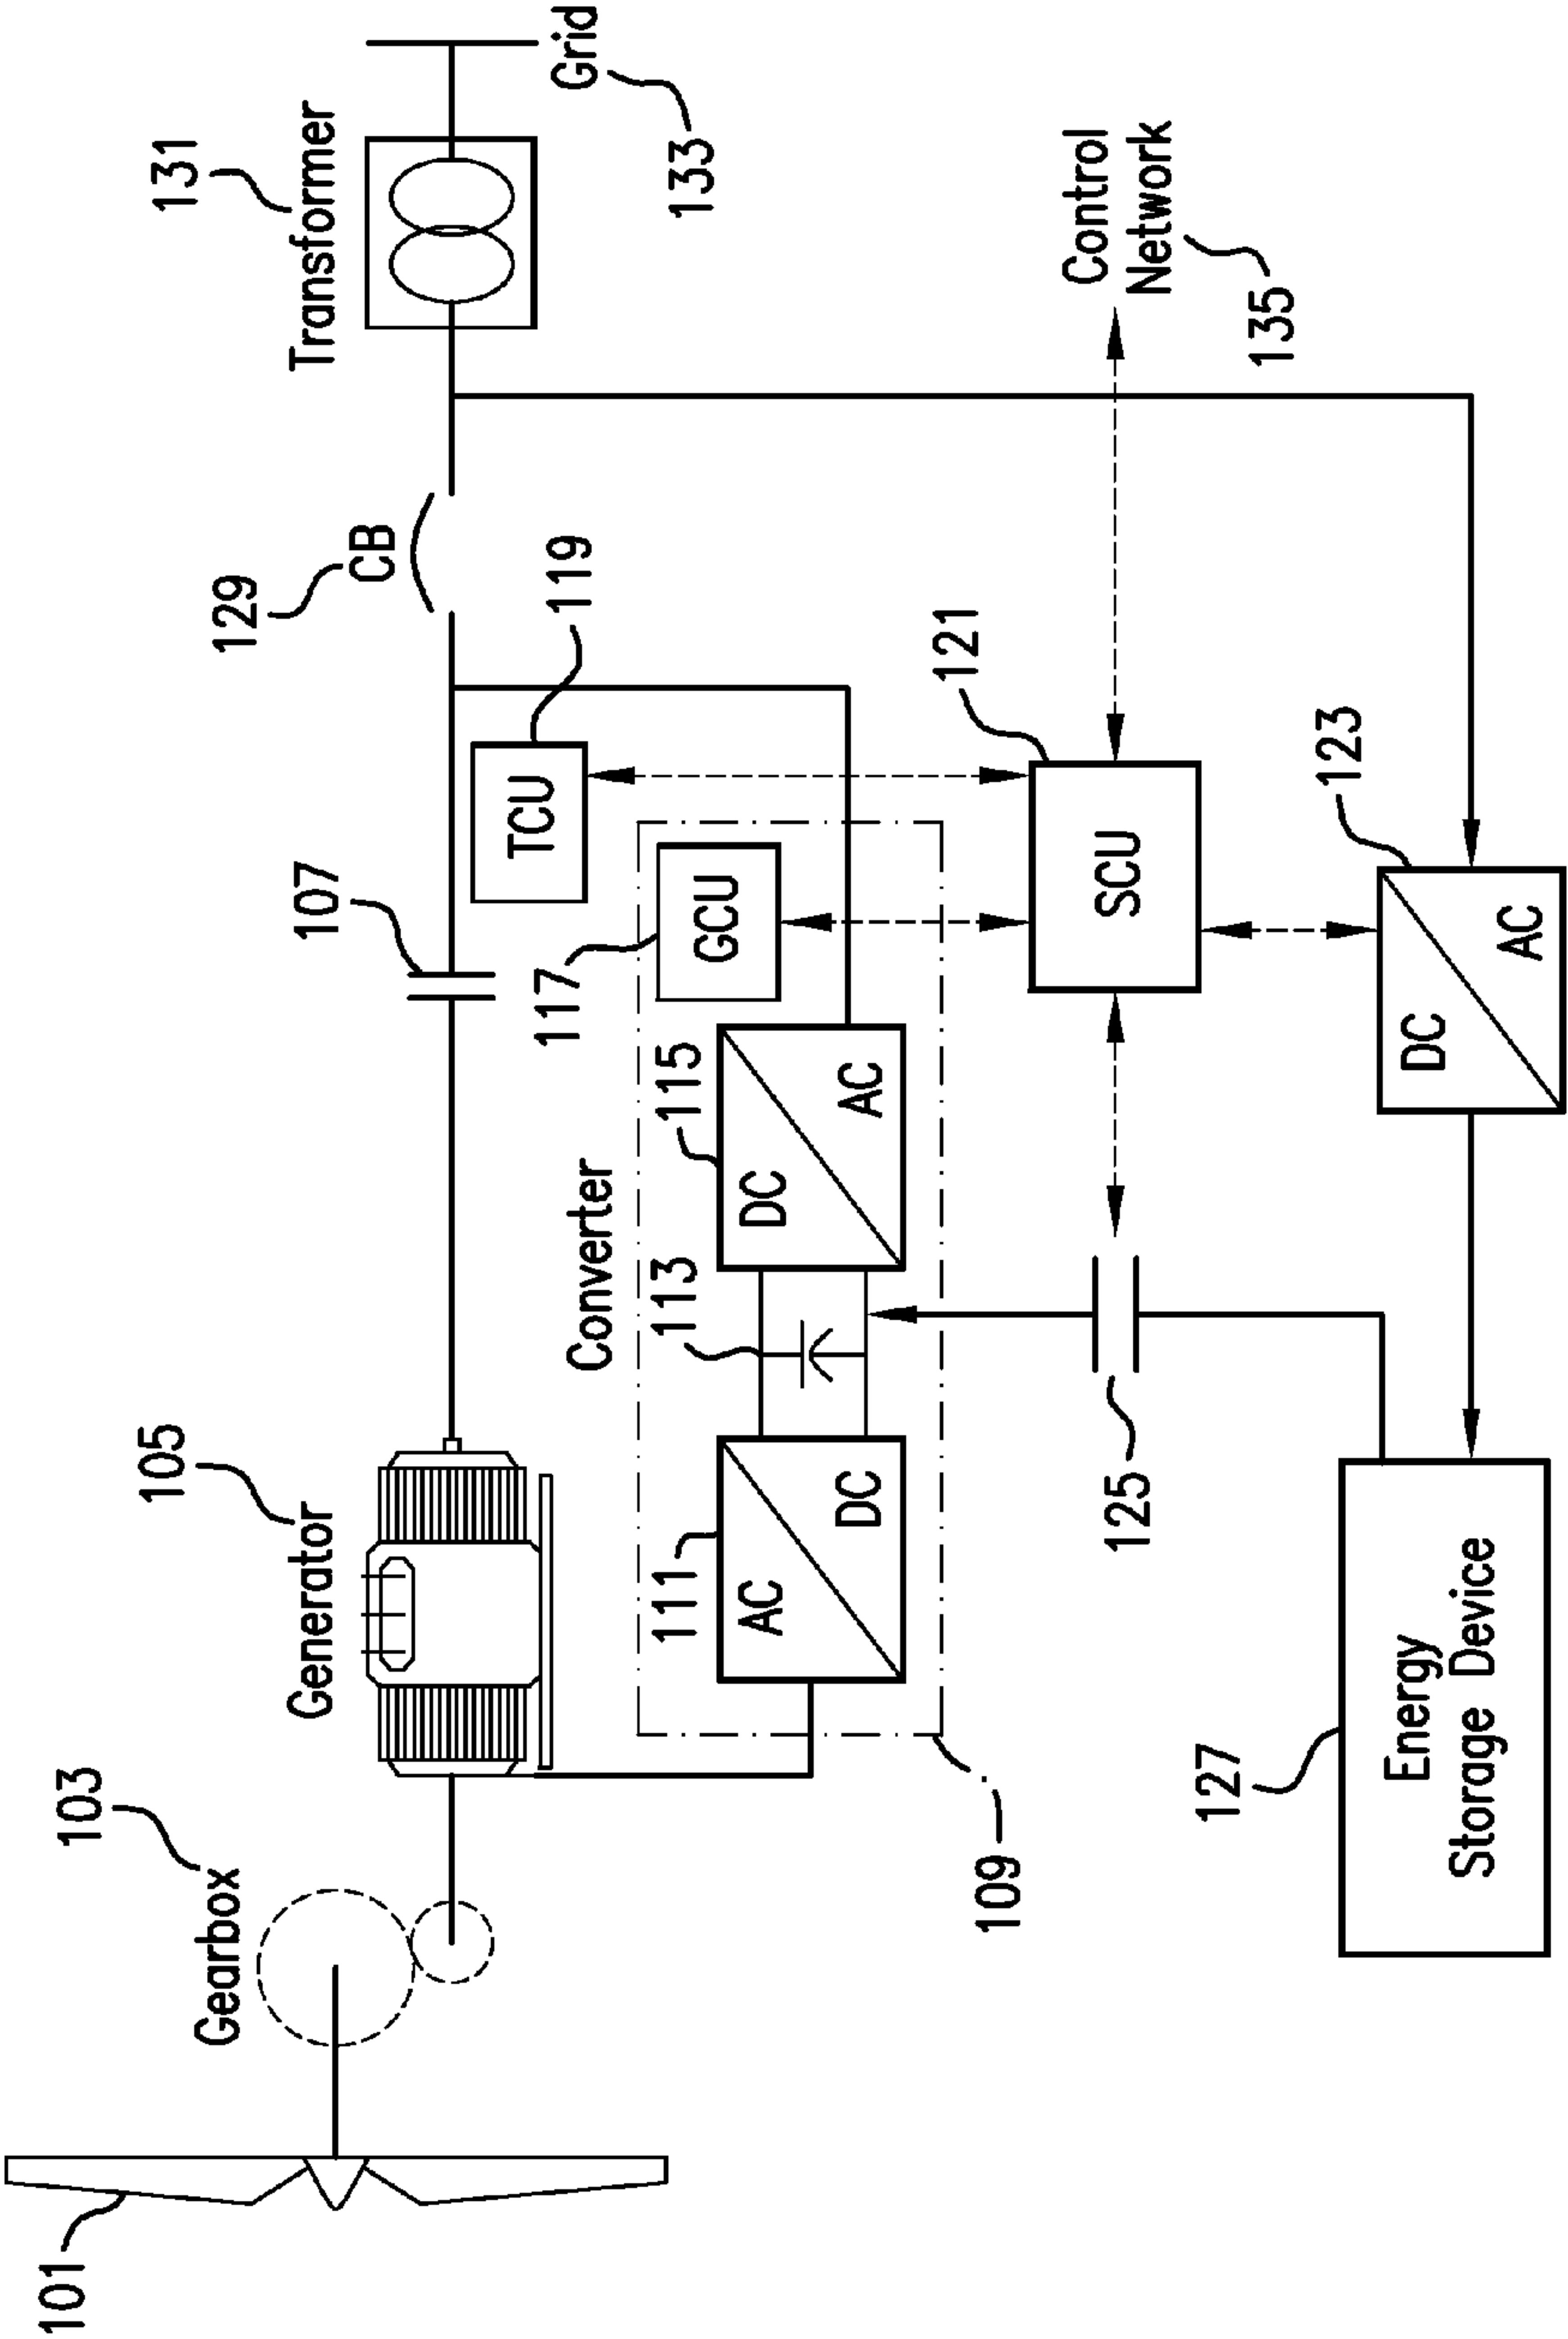 101
Gearbox
103
Generator
105
107
129
CB
Transformer
131
Grid
133
TCU
119
Converter
109
111
AC
DC
113
115
DC
AC
117
GCU
121
SCU
Control
Network
135
125
123
DC
AC
127
Energy
Storage Device